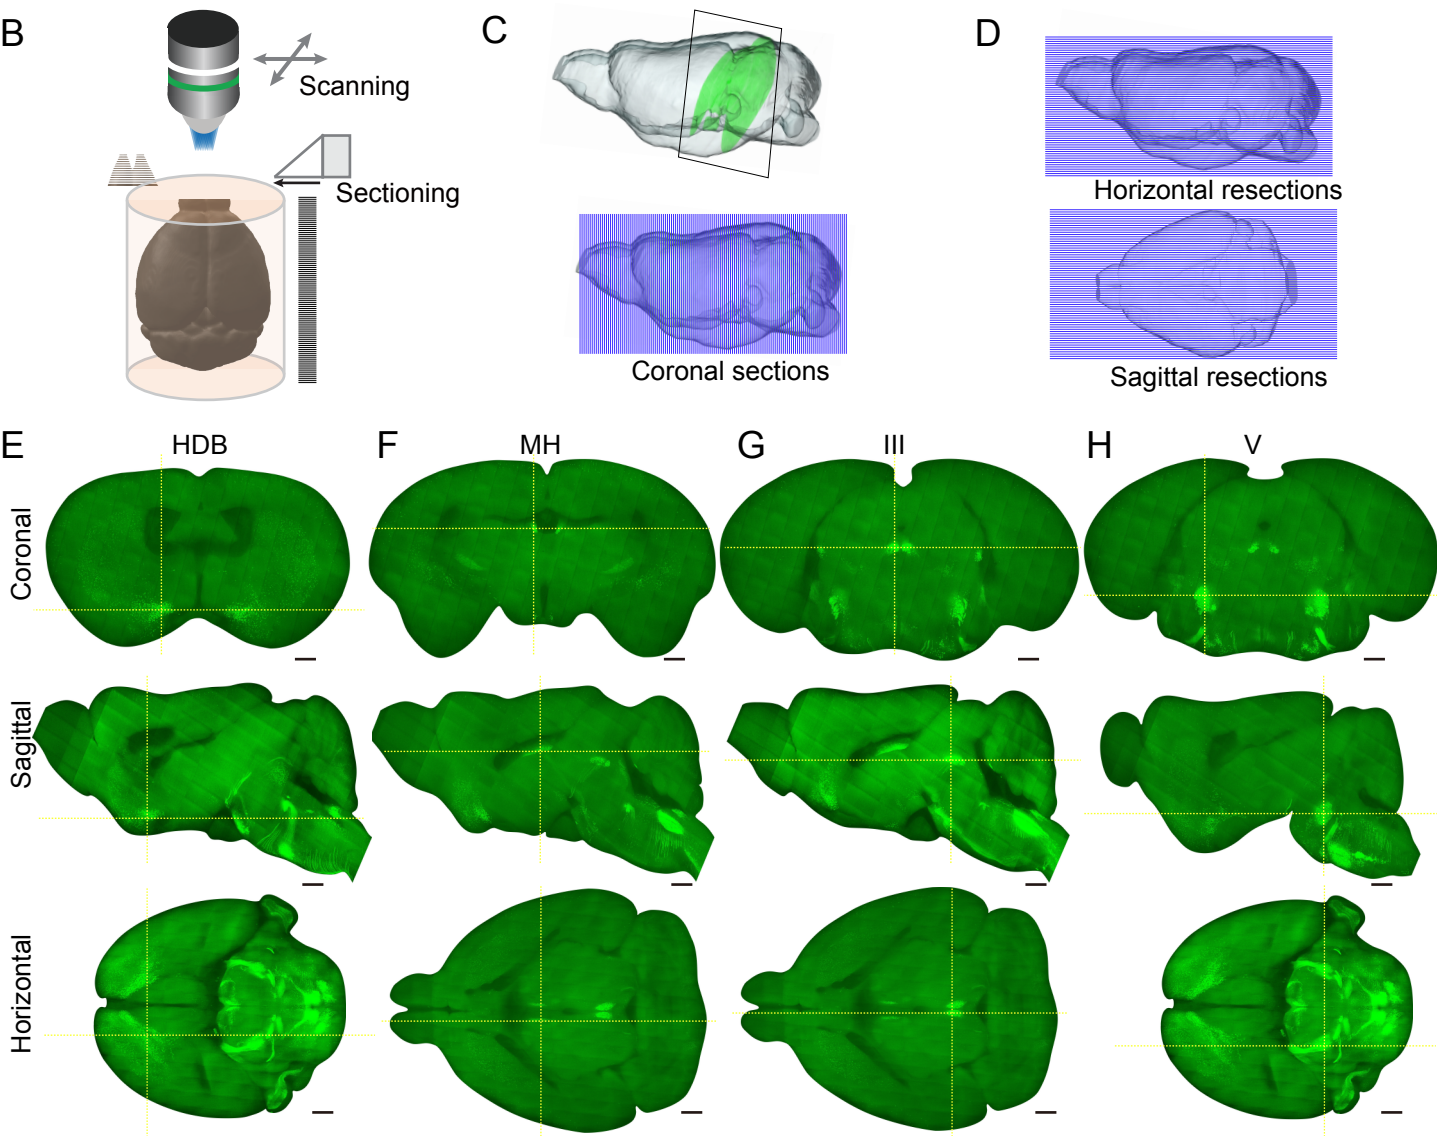 B
Scanning
Sectioning
C
Coronal sections
D
Horizontal resections
Sagittal resections
E
HDB
F
MH
G
III
H
V
Coronal
Sagittal
Horizontal